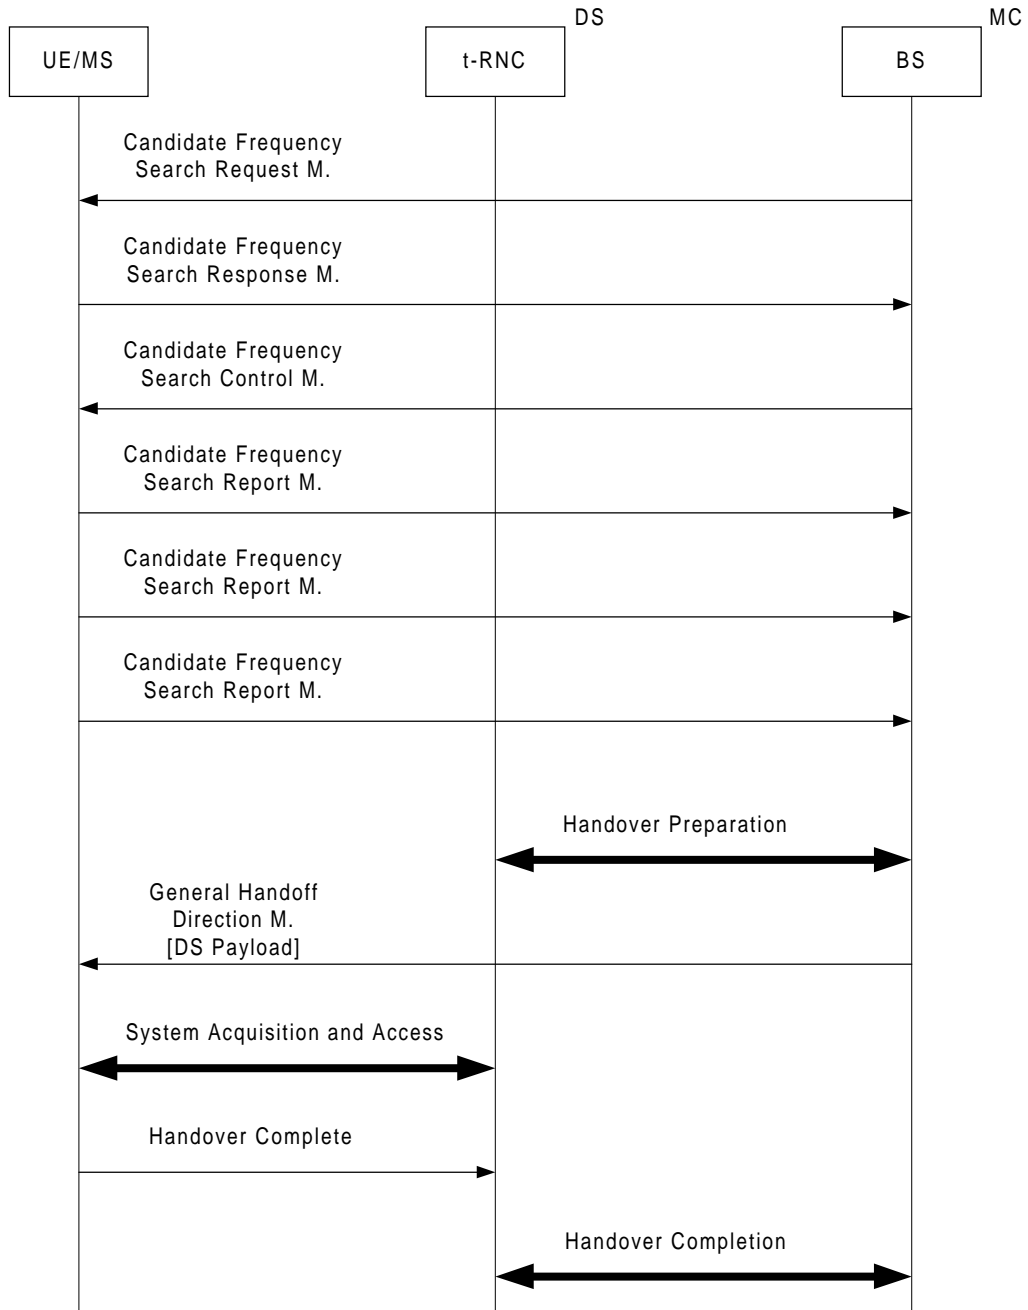 DS
MC
UE/MS
t-RNC
BS
Candidate Frequency
Search Request M.
Candidate Frequency
Search Response M.
Candidate Frequency
Search Control M.
Candidate Frequency
Search Report M.
Candidate Frequency
Search Report M.
Candidate Frequency
Search Report M.
Handover Preparation
General Handoff
Direction M.
[DS Payload]
System Acquisition and Access
Handover Complete
Handover Completion